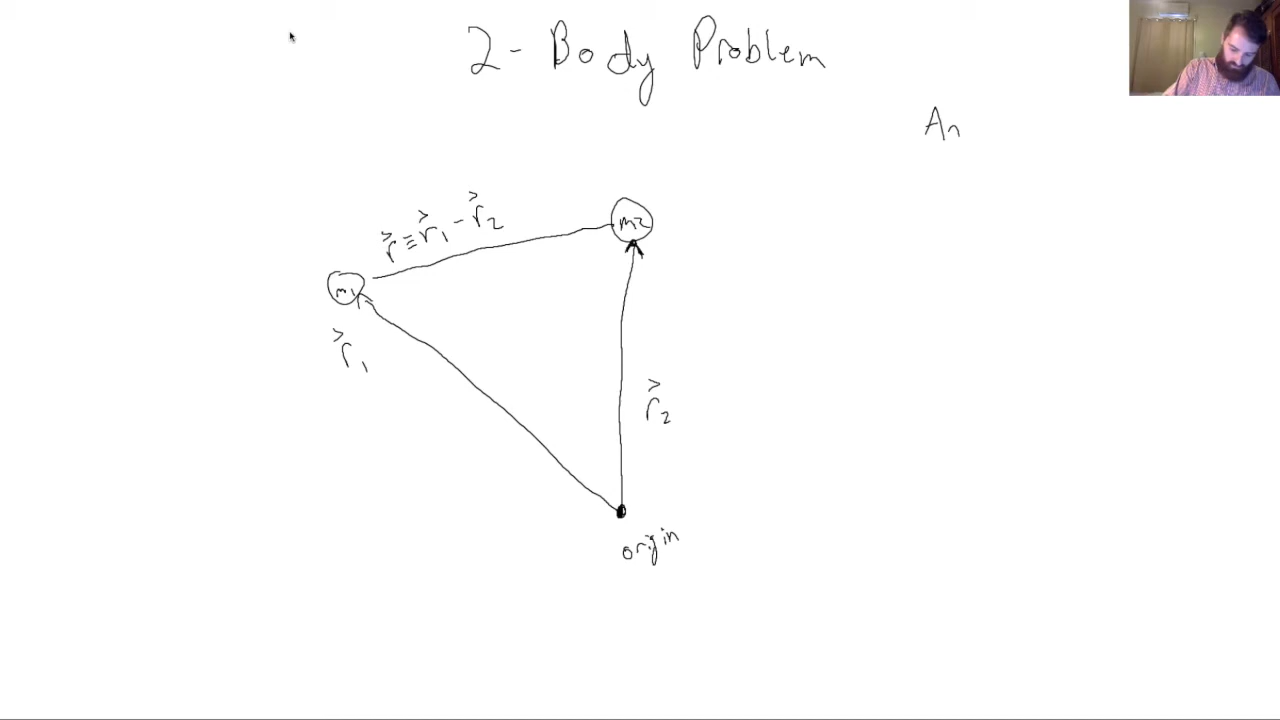 2-Body Problem
An
r⃗ ≡ r⃗₁ - r⃗₂
m2
m1
r⃗₁
r⃗₂
origin